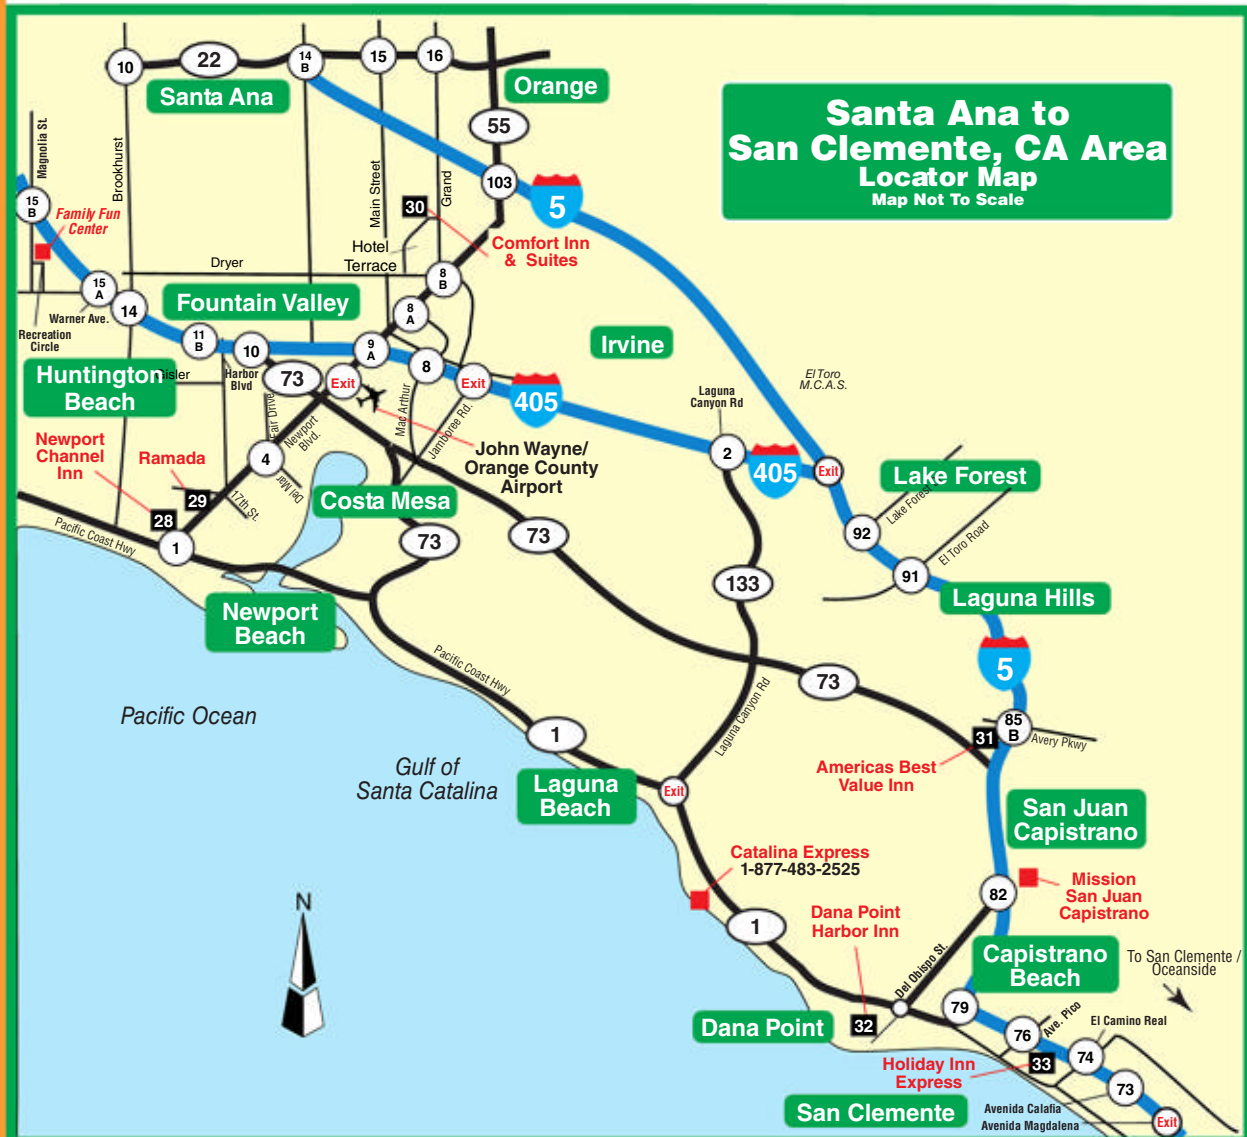 Santa Ana to
San Clemente, CA Area
Locator Map
Map Not To Scale
10
22
14
B
15
16
Santa Ana
Orange
55
103
5
Magnolia St.
Brookhurst
Main Street
Grand
15
B
Family Fun
Center
30
Comfort Inn
& Suites
Hotel
Terrace
Dryer
8
B
15
A
Fountain Valley
8
A
14
Warner Ave.
Recreation
Circle
11
B
10
9
A
8
Irvine
Huntington
Beach
Gisler
Harbor
Blvd
73
Exit
Exit
405
El Toro
M.C.A.S.
Laguna
Canyon Rd
Fair Drive
Newport
Blvd.
Mac Arthur
Jamboree Rd.
Newport
Channel
Inn
Ramada
4
Del Mar
John Wayne/
Orange County
Airport
2
405
Exit
Lake Forest
Lake Forest
29
17th St.
28
Costa Mesa
Pacific Coast Hwy
1
73
73
92
El Toro Road
91
133
Laguna Hills
Newport
Beach
5
Pacific Coast Hwy
73
Laguna Canyon Rd
Pacific Ocean
85
B
31
Avery Pkwy
1
Americas Best
Value Inn
Gulf of
Santa Catalina
Laguna
Beach
Exit
San Juan
Capistrano
Catalina Express
1-877-483-2525
82
Mission
San Juan
Capistrano
N
1
Dana Point
Harbor Inn
Del Obispo St.
Capistrano
Beach
To San Clemente /
Oceanside
79
Dana Point
32
76
Ave. Pico
El Camino Real
74
Holiday Inn
Express
33
73
San Clemente
Avenida Calafia
Avenida Magdalena
Exit